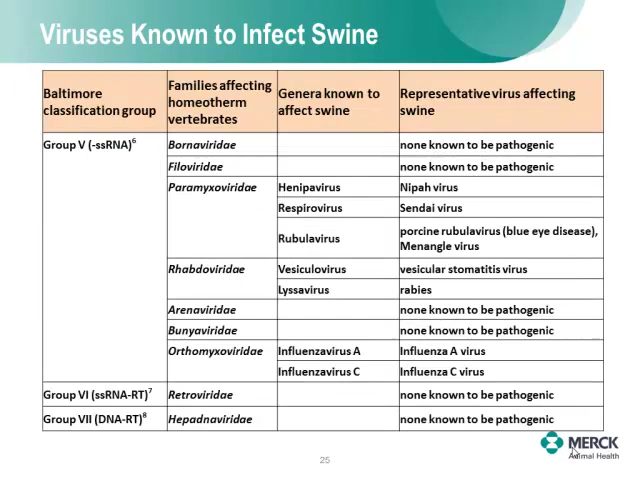 Viruses Known to Infect Swine
Baltimore classification group | Families affecting homeotherm vertebrates | Genera known to affect swine | Representative virus affecting swine
Group V (-ssRNA)6 | Bornaviridae | | none known to be pathogenic
Filoviridae | | none known to be pathogenic
Paramyxoviridae | Henipavirus | Nipah virus
Respirovirus | Sendai virus
Rubulavirus | porcine rubulavirus (blue eye disease), Menangle virus
Rhabdoviridae | Vesiculovirus | vesicular stomatitis virus
Lyssavirus | rabies
Arenaviridae | | none known to be pathogenic
Bunyaviridae | | none known to be pathogenic
Orthomyxoviridae | Influenzavirus A | Influenza A virus
Influenzavirus C | Influenza C virus
Group VI (ssRNA-RT)7 | Retroviridae | | none known to be pathogenic
Group VII (DNA-RT)8 | Hepadnaviridae | | none known to be pathogenic
MERCK
Animal Health
25